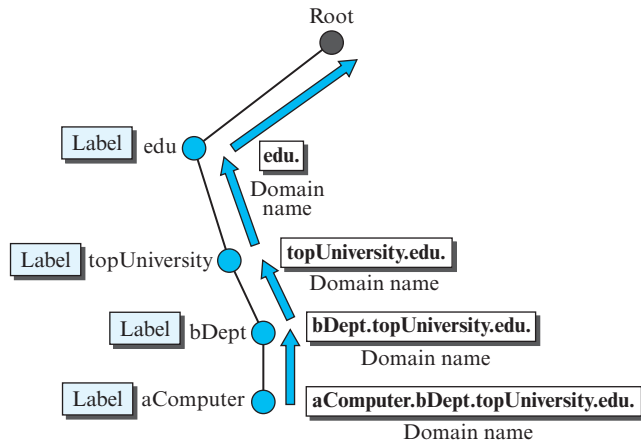 Root
Label edu
edu.
Domain
name
Label topUniversity
topUniversity.edu.
Domain name
Label bDept
bDept.topUniversity.edu.
Domain name
Label aComputer
aComputer.bDept.topUniversity.edu.
Domain name